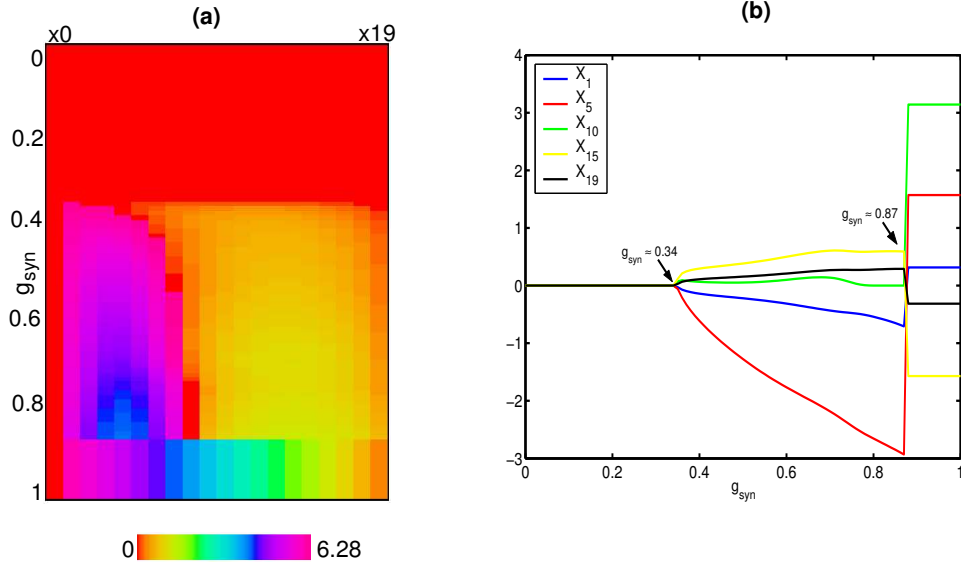 (a)
x0 x19
0
0.2
0.4
0.6
0.8
1
g_syn
0 6.28
(b)
4
3
2
1
0
−1
−2
−3
X_1
X_5
X_10
X_15
X_19
g_syn ≈ 0.34
g_syn ≈ 0.87
0 0.2 0.4 0.6 0.8 1
g_syn